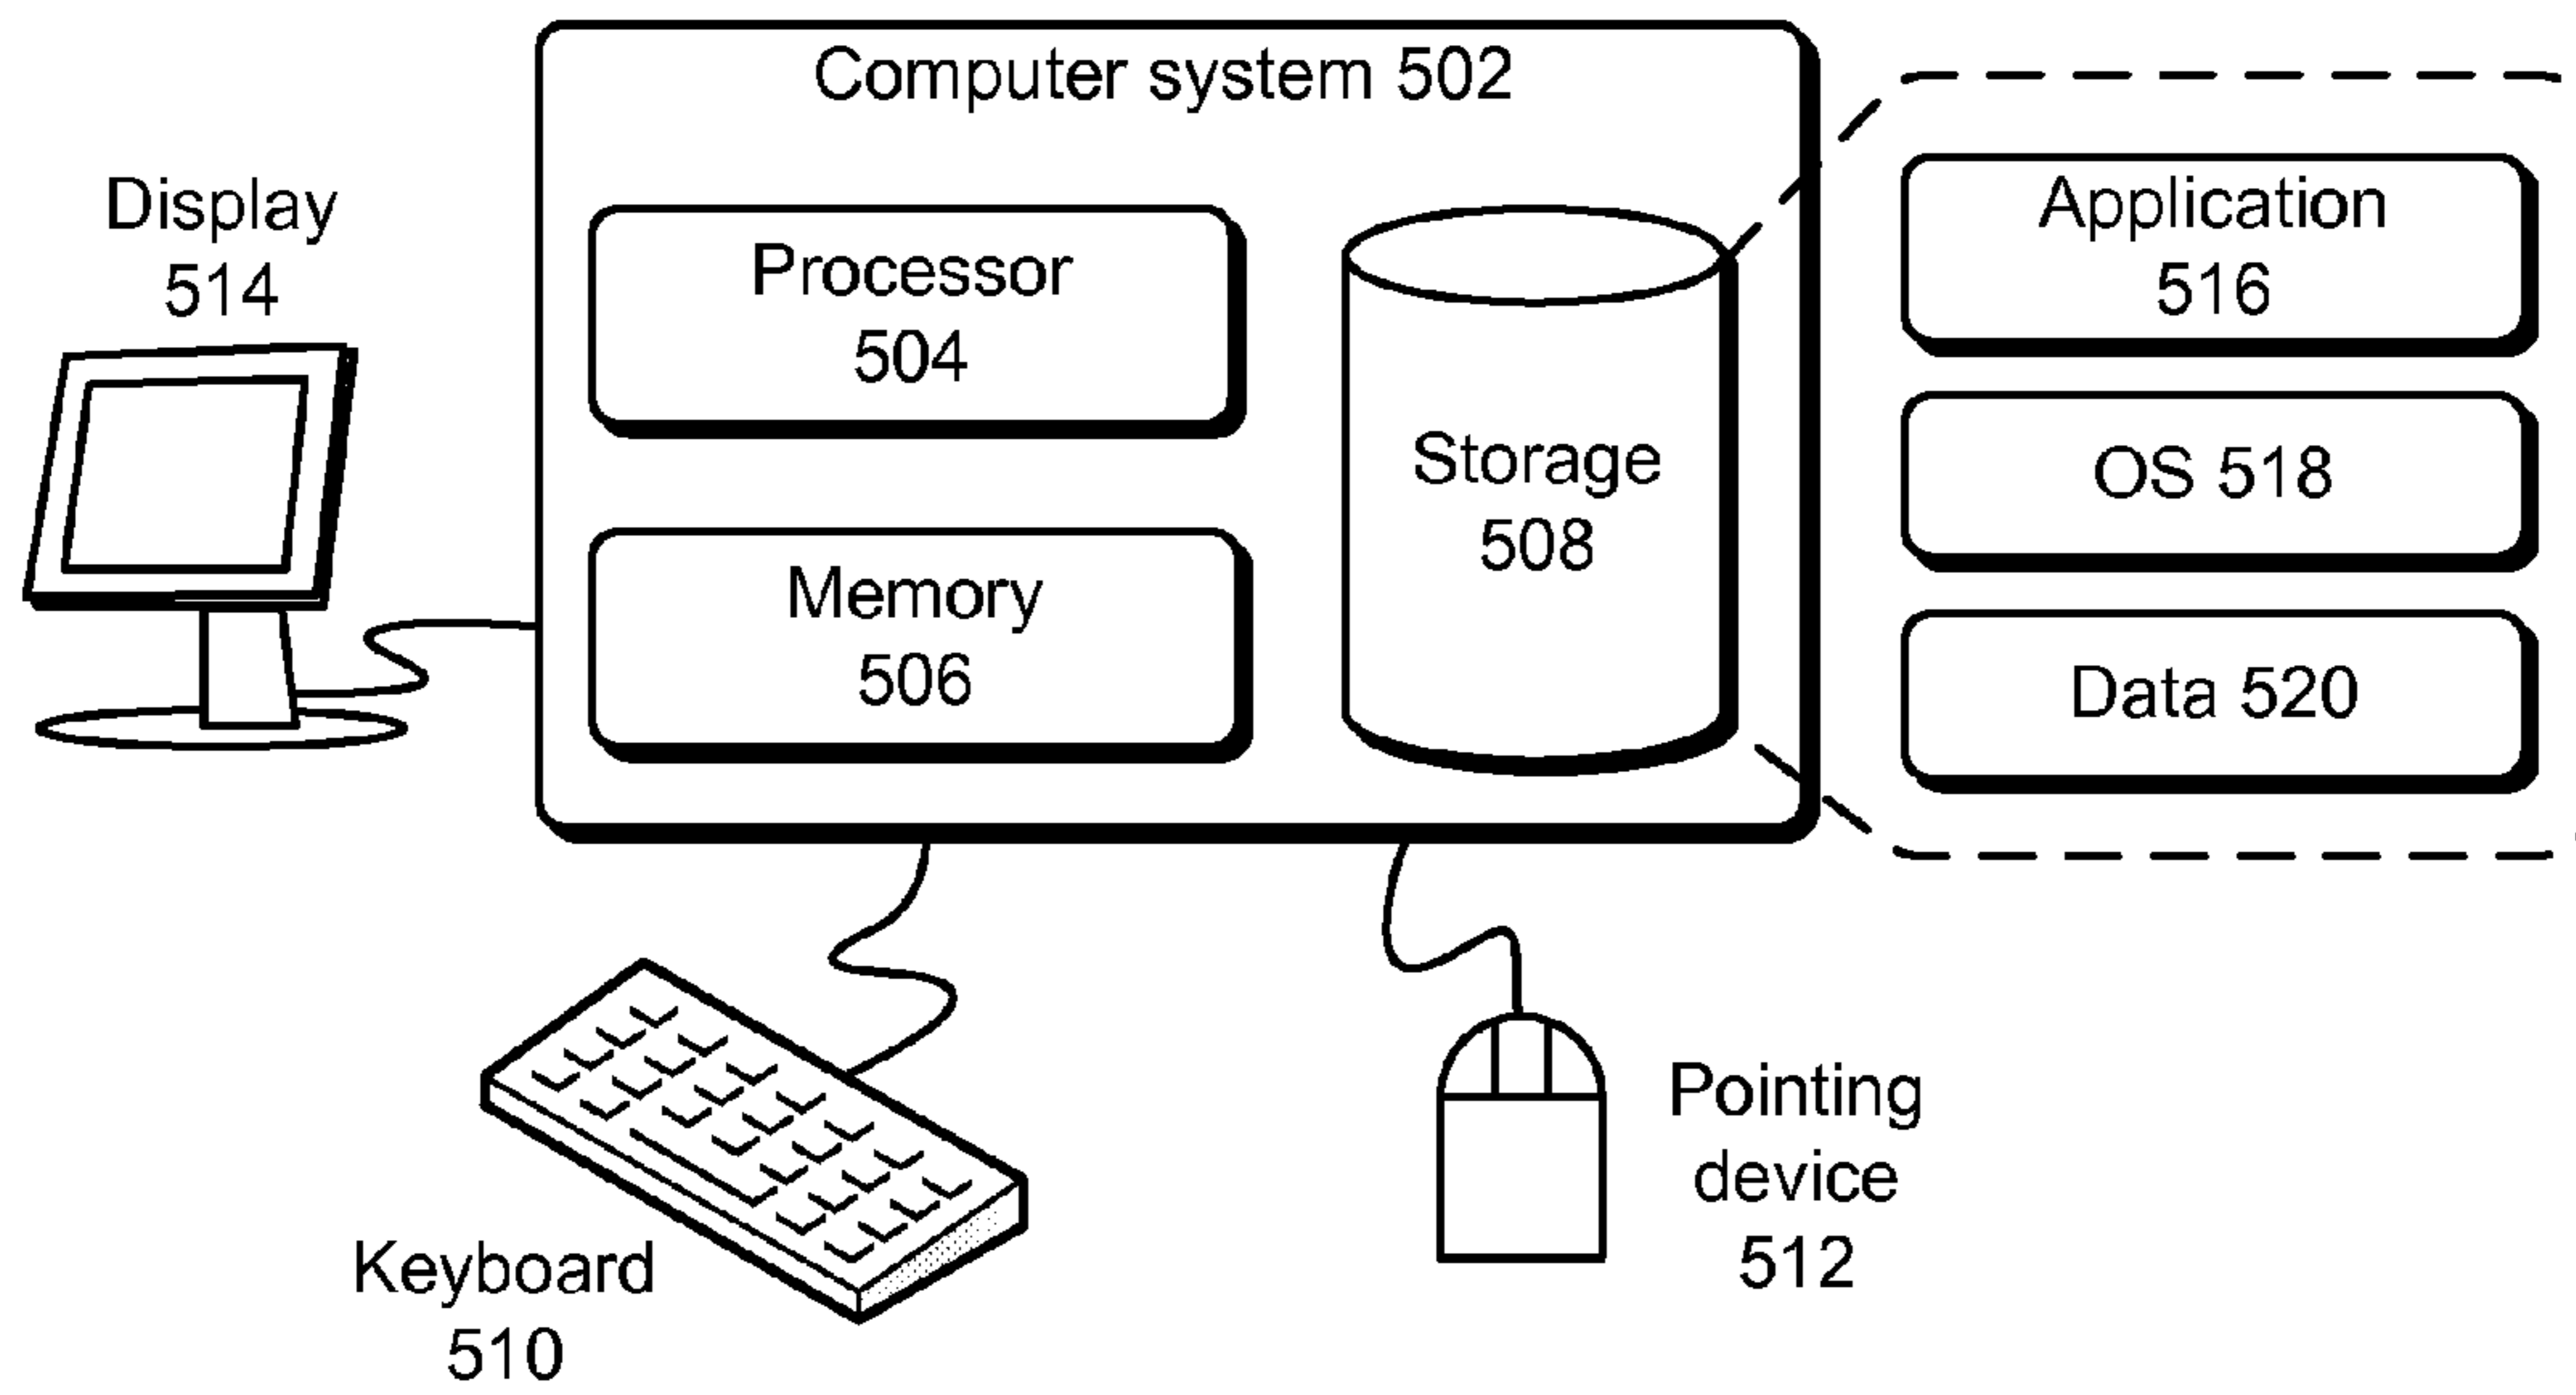 Computer system 502
Display
514
Processor
504
Memory
506
Storage
508
Application
516
OS 518
Data 520
Keyboard
510
Pointing
device
512